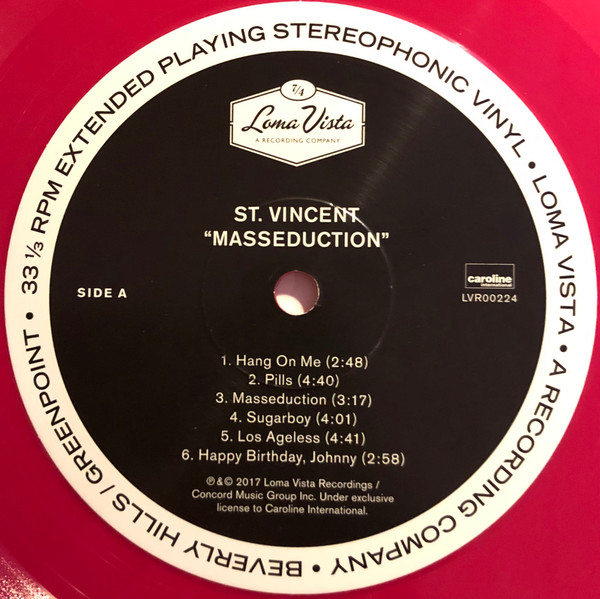 33 ⅓ RPM EXTENDED PLAYING STEREOPHONIC VINYL • LOMA VISTA • A RECORDING COMPANY • BEVERLY HILLS / GREENPOINT •
7/4
Loma Vista
A RECORDING COMPANY
ST. VINCENT
“MASSEDUCTION”
SIDE A
caroline
international
LVR00224
1. Hang On Me (2:48)
2. Pills (4:40)
3. Masseduction (3:17)
4. Sugarboy (4:01)
5. Los Ageless (4:41)
6. Happy Birthday, Johnny (2:58)
℗ & © 2017 Loma Vista Recordings /
Concord Music Group Inc. Under exclusive
license to Caroline International.